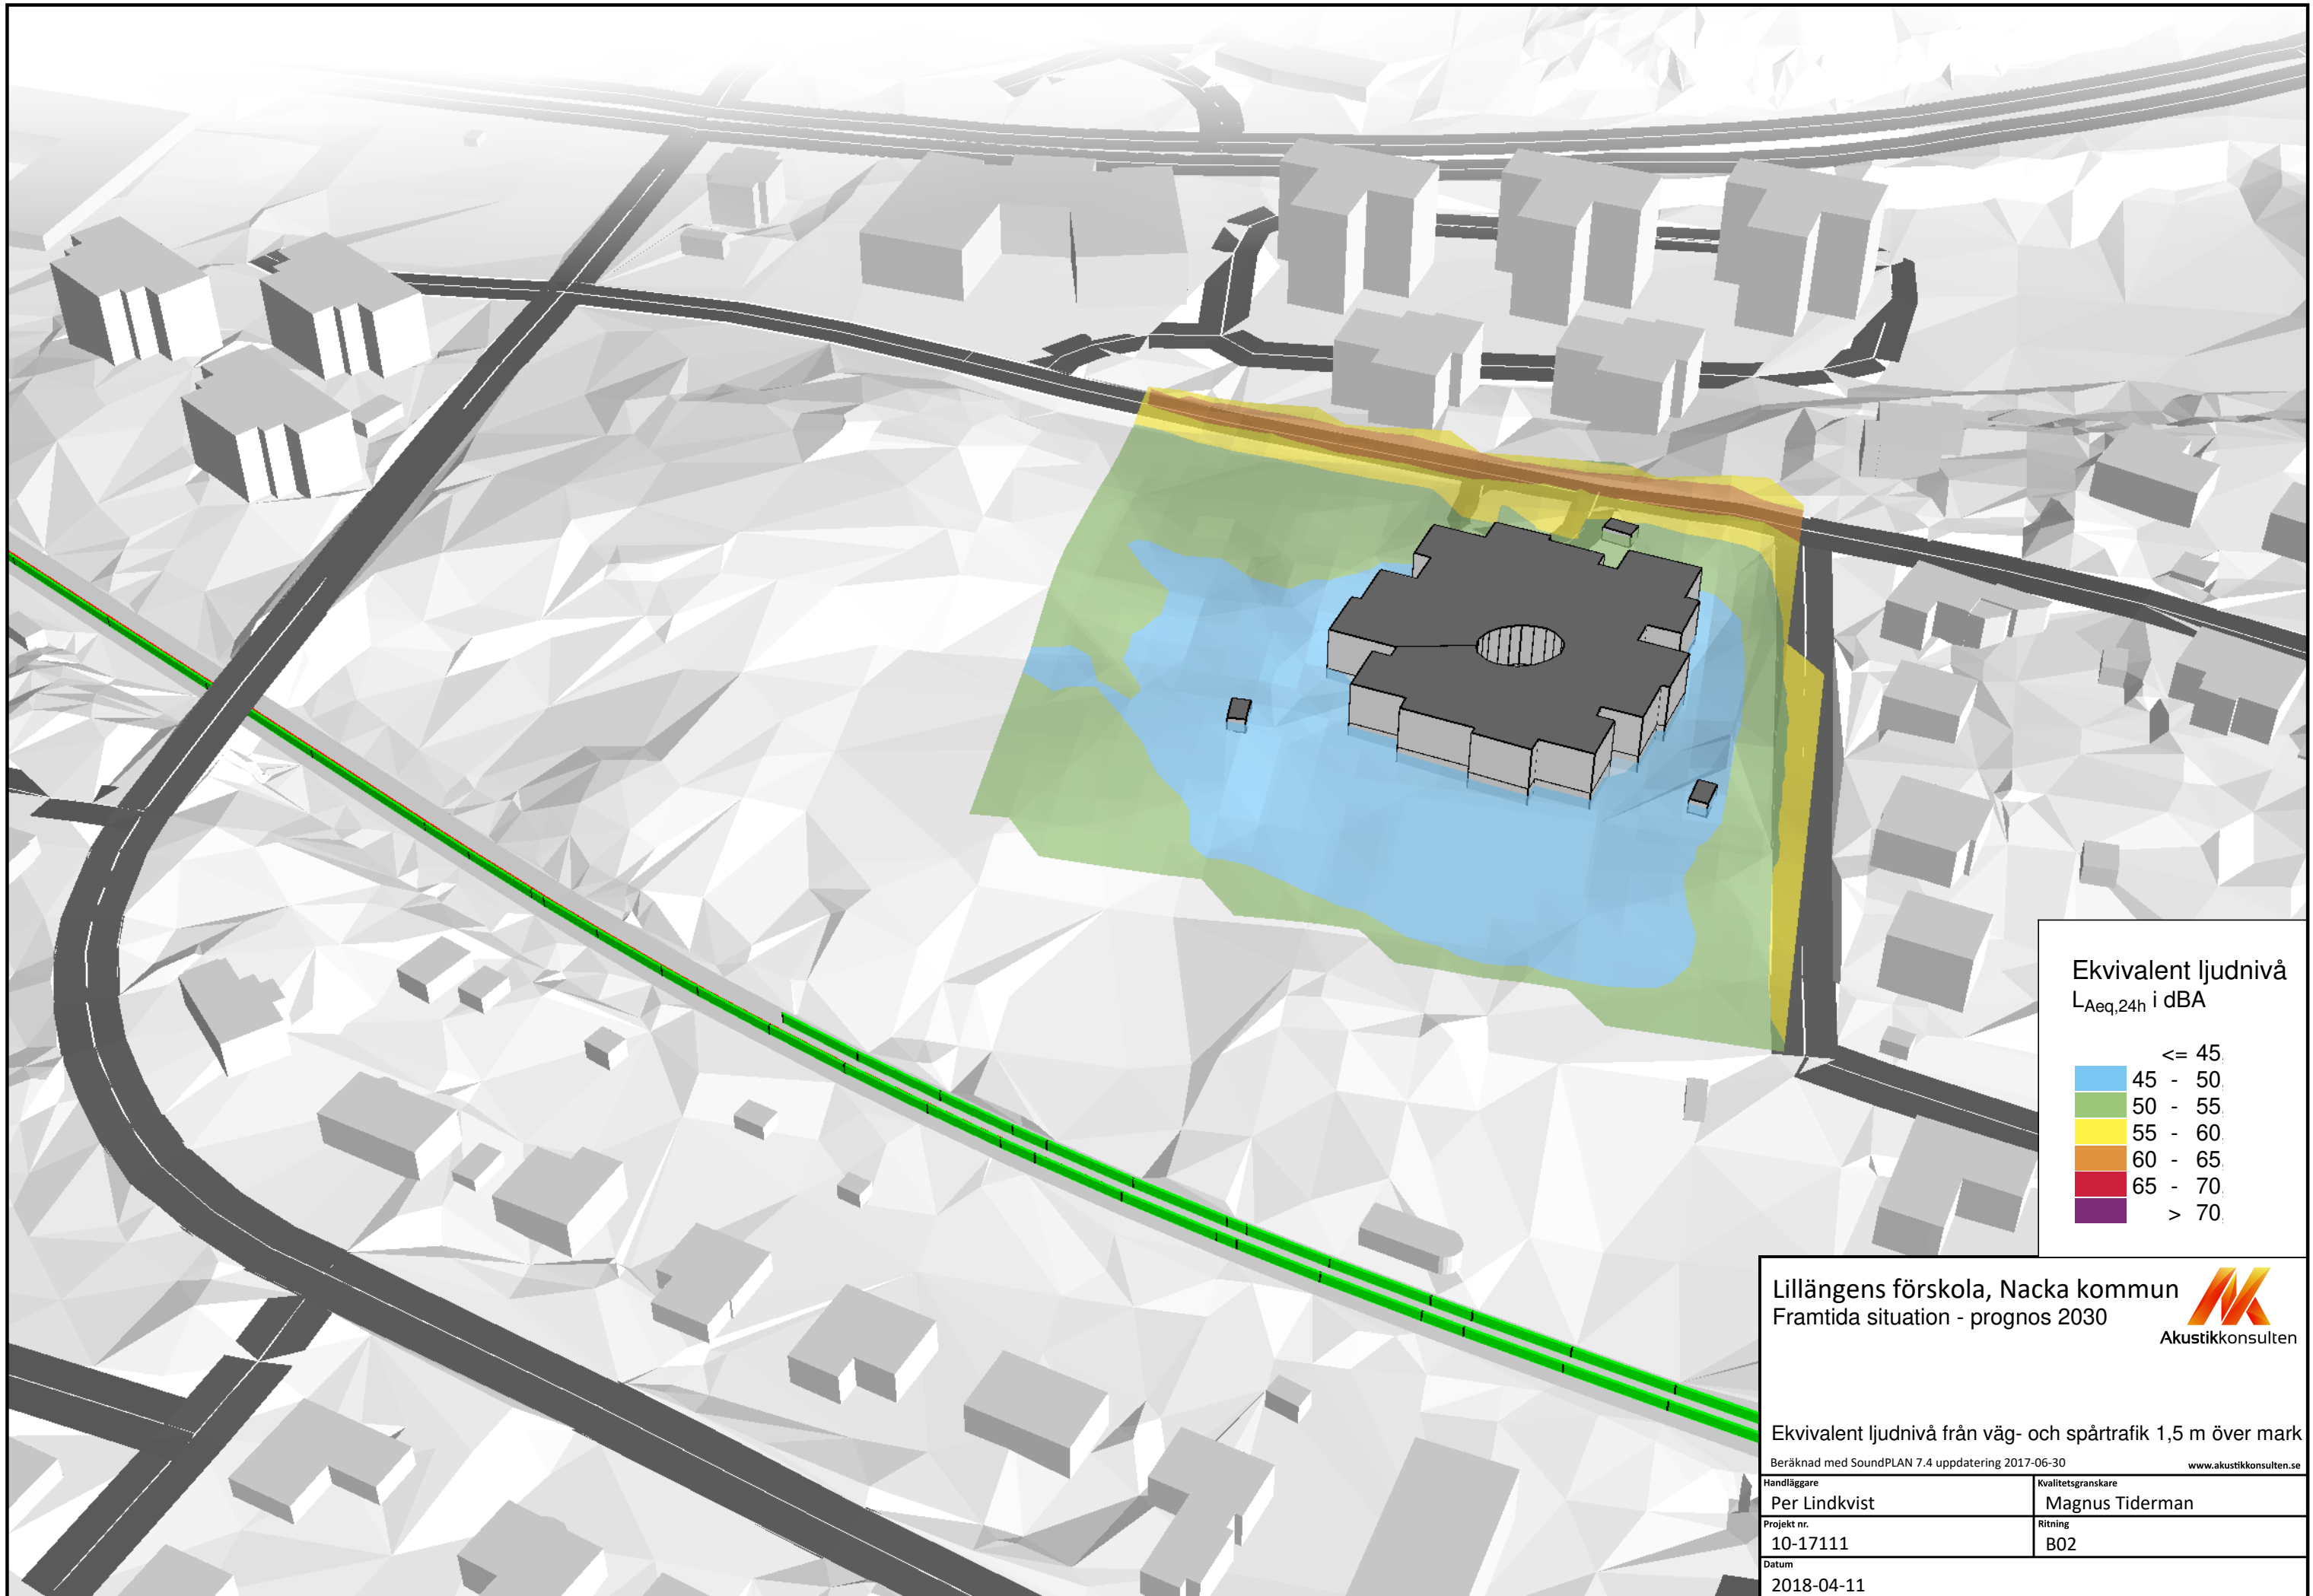 Ekvivalent ljudnivå
LAeq,24h i dBA
<= 45
45 - 50
50 - 55
55 - 60
60 - 65
65 - 70
> 70
Lillängens förskola, Nacka kommun
Framtida situation - prognos 2030
Akustikkonsulten
Ekvivalent ljudnivå från väg- och spårtrafik 1,5 m över mark
Beräknad med SoundPLAN 7.4 uppdatering 2017-06-30
www.akustikkonsulten.se
Handläggare
Per Lindkvist
Kvalitetsgranskare
Magnus Tiderman
Projekt nr.
10-17111
Ritning
B02
Datum
2018-04-11